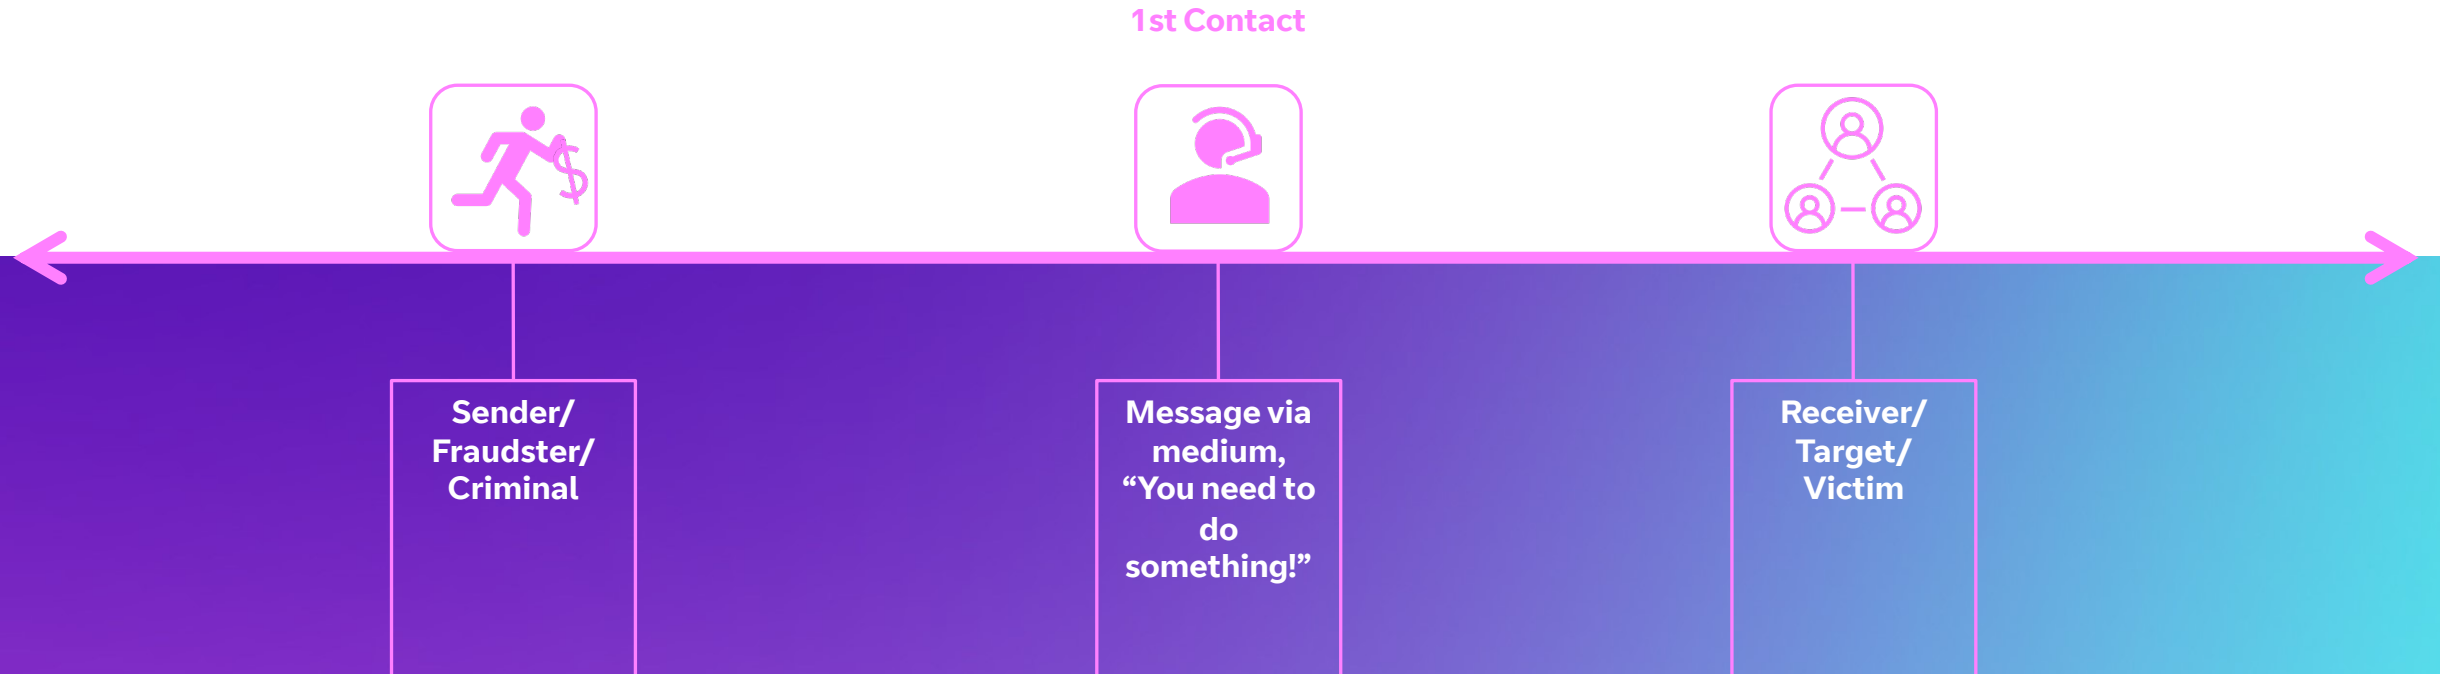 1st Contact
Sender/
Fraudster/
Criminal
Message via
medium,
“You need to
do
something!”
Receiver/
Target/
Victim